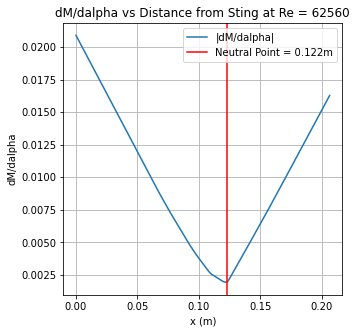 dM/dalpha vs Distance from Sting at Re = 62560
|dM/dalpha|
Neutral Point = 0.122m
dM/dalpha
0.0200
0.0175
0.0150
0.0125
0.0100
0.0075
0.0050
0.0025
0.00
0.05
0.10
0.15
0.20
x (m)